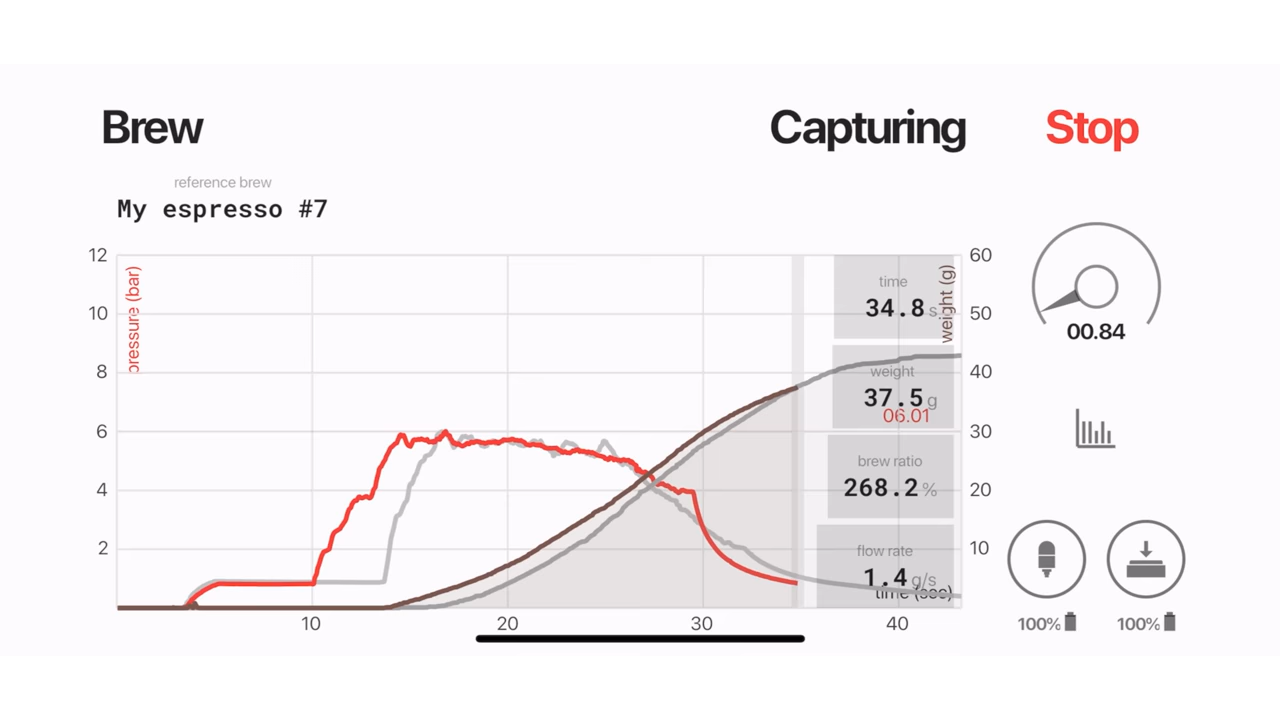 Brew
Capturing
Stop
reference brew
My espresso #7
pressure (bar)
12
10
8
6
4
2
10
20
30
40
time (sec)
weight (g)
60
50
40
30
20
10
time
34.8 s
weight
37.5 g
06.01
brew ratio
268.2 %
flow rate
1.4 g/s
00.84
100%
100%